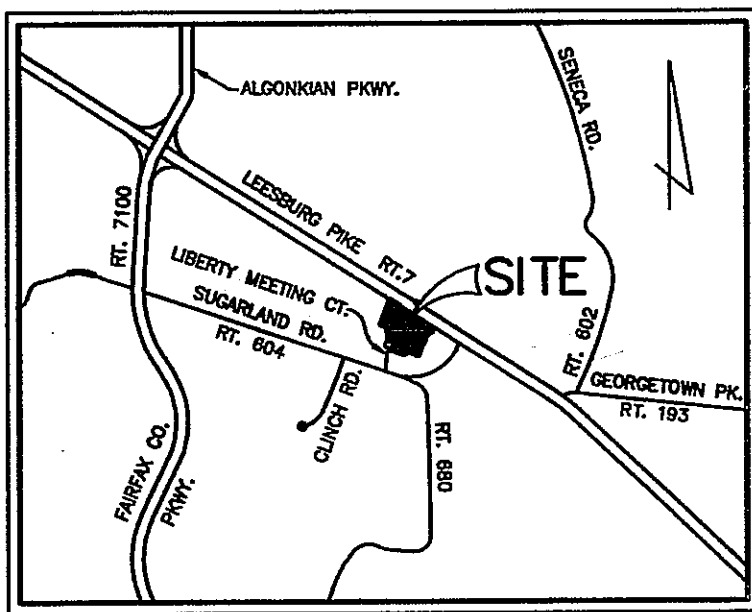 ALGONKIAN PKWY.
SENECA RD.
RT. 7100
LEESBURG PIKE RT.7
LIBERTY MEETING CT.
SITE
SUGARLAND RD.
RT. 604
RT. 602
GEORGETOWN PK.
RT. 193
CLINCH RD.
RT. 680
FAIRFAX CO.
PKWY.